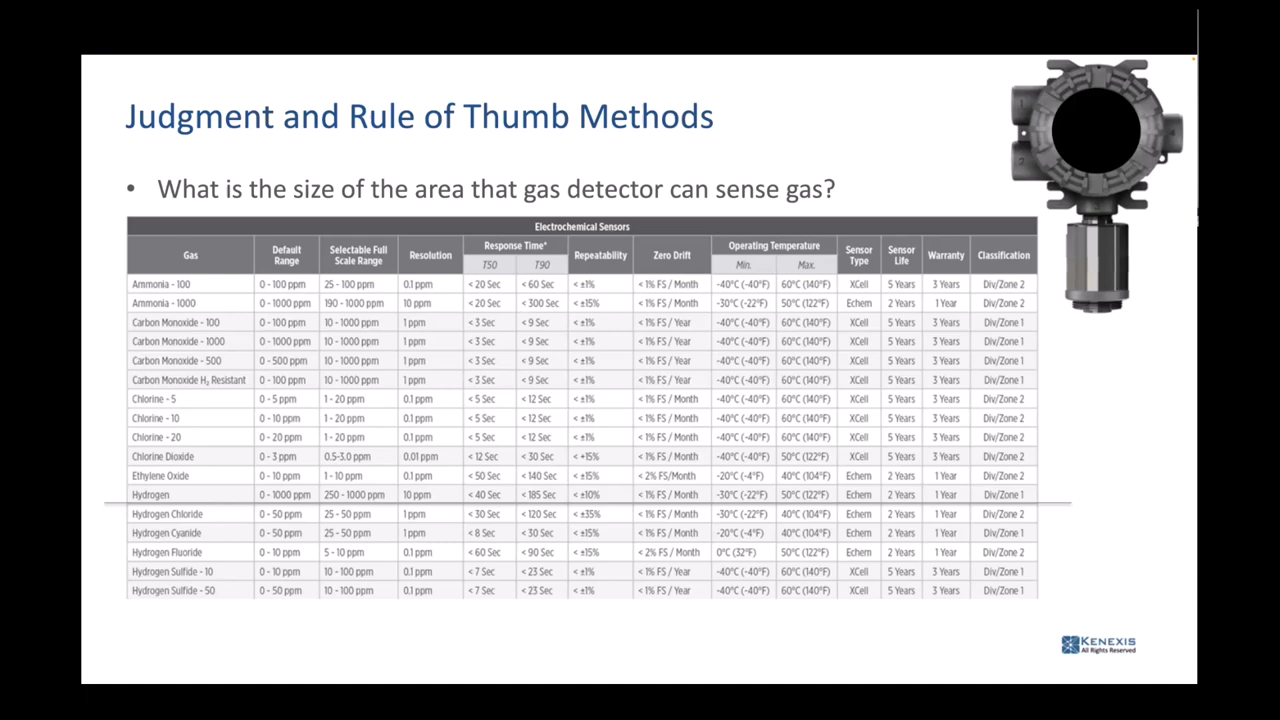 Judgment and Rule of Thumb Methods
• What is the size of the area that gas detector can sense gas?
Electrochemical Sensors
Gas Default Range Selectable Full Scale Range Resolution Response Time* Repeatability Zero Drift Operating Temperature Sensor Type Sensor Life Warranty Classification
T50 T90 Min. Max.
Ammonia - 100 0 - 100 ppm 25 - 100 ppm 0.1 ppm < 20 Sec < 60 Sec < ±1% < 1% FS / Month -40°C (-40°F) 60°C (140°F) XCell 5 Years 3 Years Div/Zone 2
Ammonia - 1000 0 - 1000 ppm 190 - 1000 ppm 10 ppm < 20 Sec < 300 Sec < ±15% < 1% FS / Month -30°C (-22°F) 50°C (122°F) Echem 2 Years 1 Year Div/Zone 2
Carbon Monoxide - 100 0 - 100 ppm 10 - 1000 ppm 1 ppm < 3 Sec < 9 Sec < ±1% < 1% FS / Year -40°C (-40°F) 60°C (140°F) XCell 5 Years 3 Years Div/Zone 1
Carbon Monoxide - 1000 0 - 1000 ppm 10 - 1000 ppm 1 ppm < 3 Sec < 9 Sec < ±1% < 1% FS / Year -40°C (-40°F) 60°C (140°F) XCell 5 Years 3 Years Div/Zone 1
Carbon Monoxide - 500 0 - 500 ppm 10 - 1000 ppm 1 ppm < 3 Sec < 9 Sec < ±1% < 1% FS / Year -40°C (-40°F) 60°C (140°F) XCell 5 Years 3 Years Div/Zone 1
Carbon Monoxide H₂ Resistant 0 - 100 ppm 10 - 1000 ppm 1 ppm < 3 Sec < 9 Sec < ±1% < 1% FS / Year -40°C (-40°F) 60°C (140°F) XCell 5 Years 3 Years Div/Zone 1
Chlorine - 5 0 - 5 ppm 1 - 20 ppm 0.1 ppm < 5 Sec < 12 Sec < ±1% < 1% FS / Month -40°C (-40°F) 60°C (140°F) XCell 5 Years 3 Years Div/Zone 2
Chlorine - 10 0 - 10 ppm 1 - 20 ppm 0.1 ppm < 5 Sec < 12 Sec < ±1% < 1% FS / Month -40°C (-40°F) 60°C (140°F) XCell 5 Years 3 Years Div/Zone 2
Chlorine - 20 0 - 20 ppm 1 - 20 ppm 0.1 ppm < 5 Sec < 12 Sec < ±1% < 1% FS / Month -40°C (-40°F) 60°C (140°F) XCell 5 Years 3 Years Div/Zone 2
Chlorine Dioxide 0 - 3 ppm 0.5-3.0 ppm 0.01 ppm < 12 Sec < 30 Sec < +15% < 1% FS / Month -40°C (-40°F) 50°C (122°F) XCell 5 Years 3 Years Div/Zone 2
Ethylene Oxide 0 - 10 ppm 1 - 10 ppm 0.1 ppm < 50 Sec < 140 Sec < ±15% < 2% FS/Month -20°C (-4°F) 40°C (104°F) Echem 2 Years 1 Year Div/Zone 2
Hydrogen 0 - 1000 ppm 250 - 1000 ppm 10 ppm < 40 Sec < 185 Sec < ±10% < 1% FS / Month -30°C (-22°F) 50°C (122°F) Echem 2 Years 1 Year Div/Zone 1
Hydrogen Chloride 0 - 50 ppm 25 - 50 ppm 1 ppm < 30 Sec < 120 Sec < ±35% < 1% FS / Month -30°C (-22°F) 40°C (104°F) Echem 2 Years 1 Year Div/Zone 2
Hydrogen Cyanide 0 - 50 ppm 25 - 50 ppm 1 ppm < 8 Sec < 30 Sec < ±15% < 1% FS / Month -20°C (-4°F) 40°C (104°F) Echem 2 Years 1 Year Div/Zone 1
Hydrogen Fluoride 0 - 10 ppm 5 - 10 ppm 0.1 ppm < 60 Sec < 90 Sec < ±15% < 2% FS / Month 0°C (32°F) 50°C (122°F) Echem 2 Years 1 Year Div/Zone 2
Hydrogen Sulfide - 10 0 - 10 ppm 10 - 100 ppm 0.1 ppm < 7 Sec < 23 Sec < ±1% < 1% FS / Year -40°C (-40°F) 60°C (140°F) XCell 5 Years 3 Years Div/Zone 1
Hydrogen Sulfide - 50 0 - 50 ppm 10 - 100 ppm 0.1 ppm < 7 Sec < 23 Sec < ±1% < 1% FS / Year -40°C (-40°F) 60°C (140°F) XCell 5 Years 3 Years Div/Zone 1
KENEXIS
All Rights Reserved